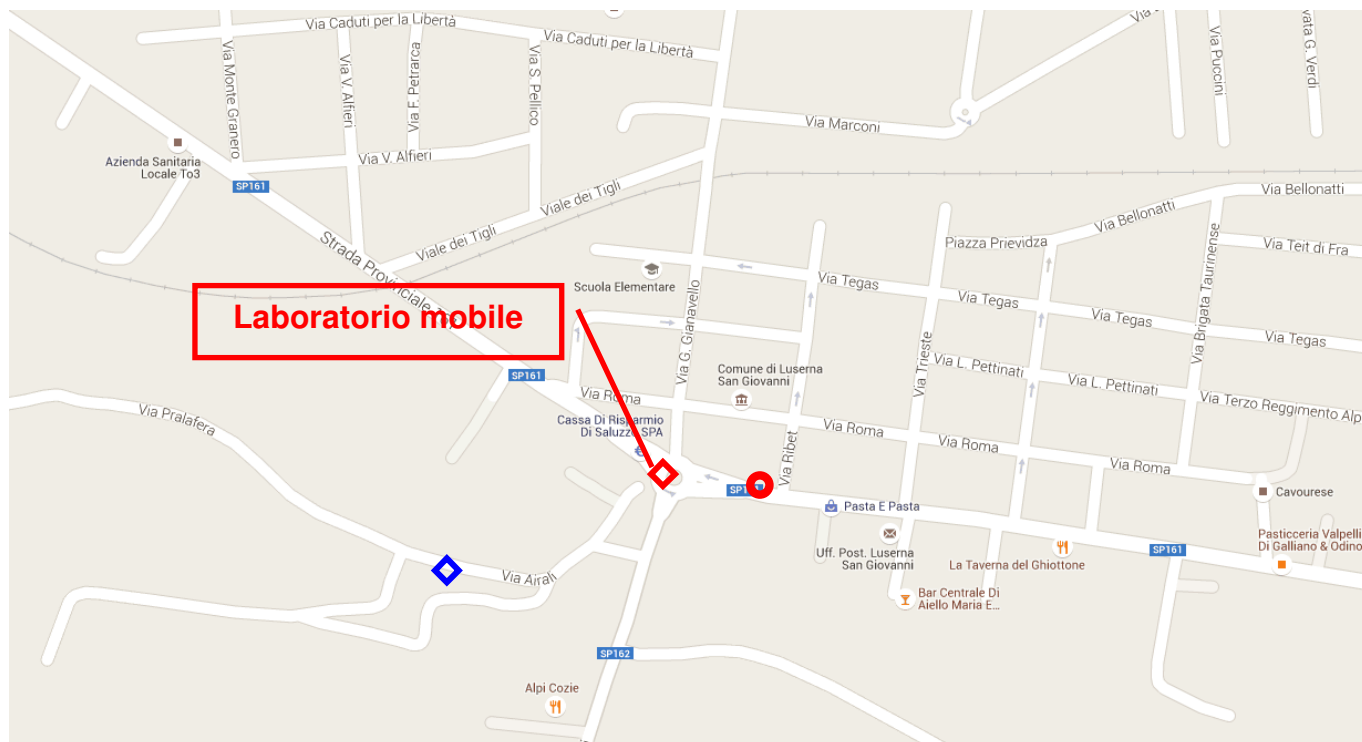 Via Caduti per la Libertà
Via Caduti per la Libertà
Via Monte Granero
Via V. Alfieri
Via F. Petrarca
Via S. Pellico
Via Puccini
Via Marconi
Azienda Sanitaria
Locale To3
Via V. Alfieri
SP161
Viale dei Tigli
Viale dei Tigli
Via Bellonatti
Via Bellonatti
Piazza Prievidza
Via Teit di Fra
Strada Provinciale
Scuola Elementare
Via Tegas
Via Tegas
Via Tegas
Via Tegas
Via Brigata Taurinense
Laboratorio mobile
Via G. Gianavello
Via Trieste
Via L. Pettinati
Via L. Pettinati
Via Terzo Reggimento Alp
Comune di Luserna
San Giovanni
SP161
Via Roma
Via Roma
Via Roma
Via Roma
Via Pralafera
Cassa Di Risparmio
Di Saluzzo SPA
Via Ribet
Cavourese
Pasta E Pasta
Uff. Post. Luserna
San Giovanni
La Taverna del Ghiottone
SP161
Pasticceria Valpelli
Di Galliano & Odino
Via Airali
Bar Centrale Di
Aiello Maria E...
SP162
Alpi Cozie